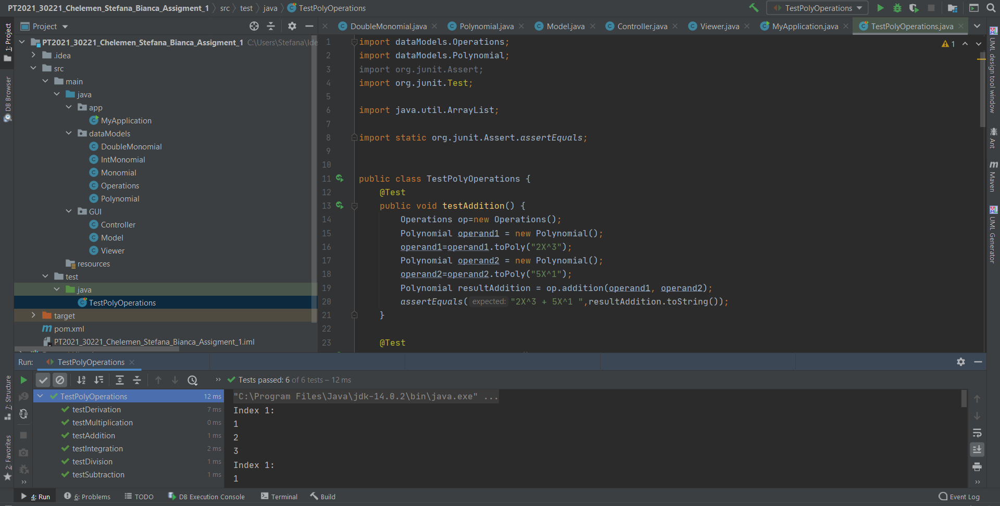 PT2021_30221_Chelemen_Stefana_Bianca_Assigment_1 src test java TestPolyOperations
TestPolyOperations
Project
DoubleMonomial.java Polynomial.java Model.java Controller.java Viewer.java MyApplication.java TestPolyOperations.java
1: Project
DB Browser
7: Structure
2: Favorites
PT2021_30221_Chelemen_Stefana_Bianca_Assigment_1 C:\Users\Stefana\Ide
.idea
src
main
java
app
MyApplication
dataModels
DoubleMonomial
IntMonomial
Monomial
Operations
Polynomial
GUI
Controller
Model
Viewer
resources
test
java
TestPolyOperations
target
pom.xml
PT2021_30221_Chelemen_Stefana_Bianca_Assigment_1.iml
1 import dataModels.Operations;
2 import dataModels.Polynomial;
3 import org.junit.Assert;
4 import org.junit.Test;
5
6 import java.util.ArrayList;
7
8 import static org.junit.Assert.assertEquals;
9
10
11 public class TestPolyOperations {
12 @Test
13 public void testAddition() {
14 Operations op=new Operations();
15 Polynomial operand1 = new Polynomial();
16 operand1=operand1.toPoly("2X^3");
17 Polynomial operand2 = new Polynomial();
18 operand2=operand2.toPoly("5X^1");
19 Polynomial resultAddition = op.addition(operand1, operand2);
20 assertEquals( expected: "2X^3 + 5X^1 ",resultAddition.toString());
21 }
22
23 @Test
1
UML design tool window
Ant
Maven
UML Generator
Run: TestPolyOperations
Tests passed: 6 of 6 tests – 12 ms
TestPolyOperations 12 ms
testDerivation 7 ms
testMultiplication 0 ms
testAddition 1 ms
testIntegration 2 ms
testDivision 1 ms
testSubtraction 1 ms
"C:\Program Files\Java\jdk-14.0.2\bin\java.exe" ...
Index 1:
1
2
3
Index 1:
1
4: Run 6: Problems TODO DB Execution Console Terminal Build Event Log